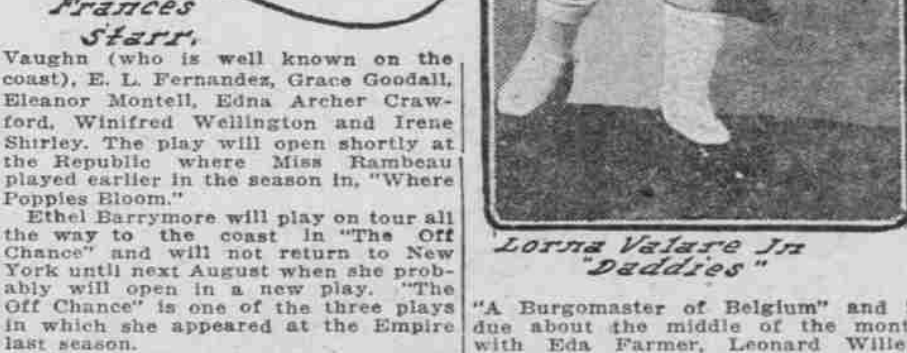 Frances
Starr.
Vaughn (who is well known on the
coast), E. L. Fernandez, Grace Goodall,
Eleanor Montell, Edna Archer Craw-
ford, Winifred Wellington and Irene
Shirley. The play will open shortly at
the Republic where Miss Rambeau
played earlier in the season in, "Where
Poppies Bloom."
Ethel Barrymore will play on tour all
the way to the coast in "The Off
Chance" and will not return to New
York until next August when she prob-
ably will open in a new play. "The
Off Chance" is one of the three plays
in which she appeared at the Empire
last season.
Lorna Valare In
"Daddies"
"A Burgomaster of Belgium" and
due about the middle of the mont
with Eda Farmer, Leonard Wille